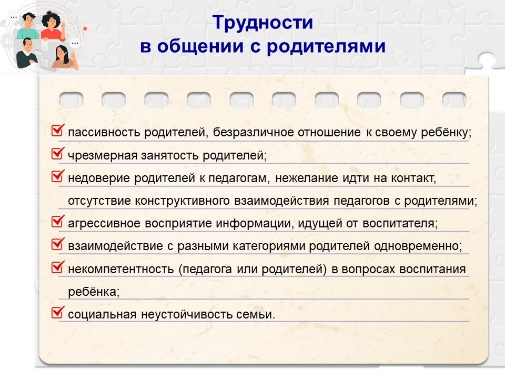 Трудности
в общении с родителями
пассивность родителей, безразличное отношение к своему ребёнку;
чрезмерная занятость родителей;
недоверие родителей к педагогам, нежелание идти на контакт,
отсутствие конструктивного взаимодействия педагогов с родителями;
агрессивное восприятие информации, идущей от воспитателя;
взаимодействие с разными категориями родителей одновременно;
некомпетентность (педагога или родителей) в вопросах воспитания
ребёнка;
социальная неустойчивость семьи.